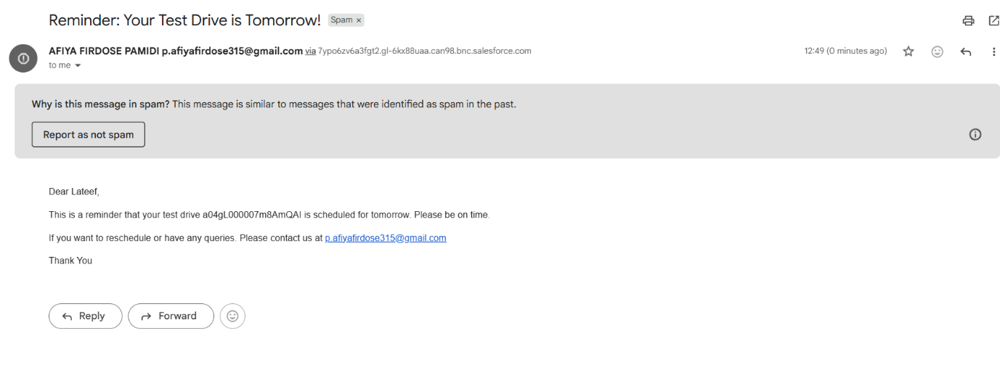 Reminder: Your Test Drive is Tomorrow! Spam ×
AFIYA FIRDOSE PAMIDI p.afiyafirdose315@gmail.com via 7ypo6zv6a3fgt2.gl-6kx88uaa.can98.bnc.salesforce.com 12:49 (0 minutes ago)
to me
Why is this message in spam? This message is similar to messages that were identified as spam in the past.
Report as not spam
Dear Lateef,
This is a reminder that your test drive a04gL000007m8AmQAI is scheduled for tomorrow. Please be on time.
If you want to reschedule or have any queries. Please contact us at p.afiyafirdose315@gmail.com
Thank You
Reply Forward